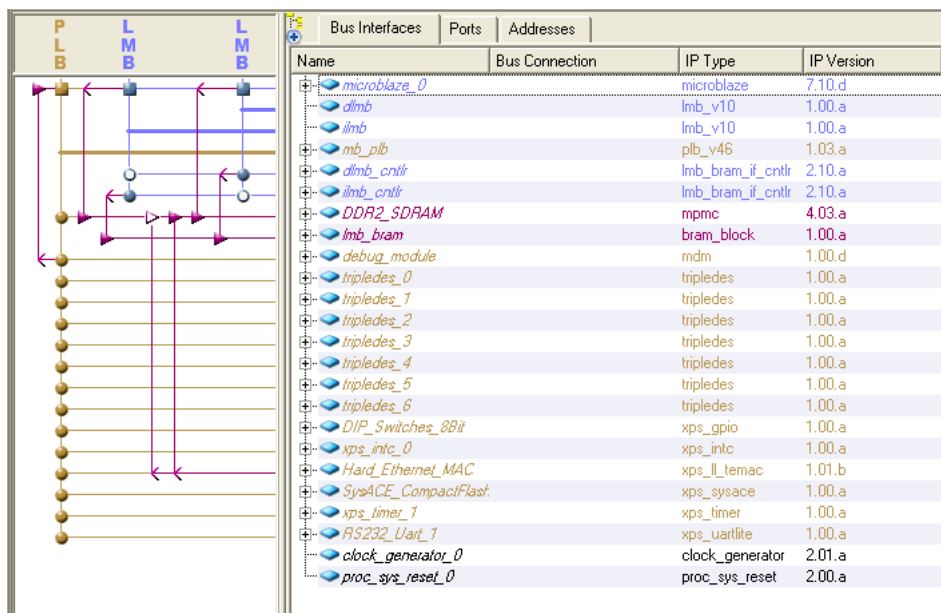 PLB LMB LMB
Bus Interfaces Ports Addresses
Name Bus Connection IP Type IP Version
microblaze_0 microblaze 7.10.d
dlmb lmb_v10 1.00.a
ilmb lmb_v10 1.00.a
mb_plb plb_v46 1.03.a
dlmb_cntlr lmb_bram_if_cntlr 2.10.a
ilmb_cntlr lmb_bram_if_cntlr 2.10.a
DDR2_SDRAM mpmc 4.03.a
lmb_bram bram_block 1.00.a
debug_module mdm 1.00.d
tripledes_0 tripledes 1.00.a
tripledes_1 tripledes 1.00.a
tripledes_2 tripledes 1.00.a
tripledes_3 tripledes 1.00.a
tripledes_4 tripledes 1.00.a
tripledes_5 tripledes 1.00.a
tripledes_6 tripledes 1.00.a
DIP_Switches_8Bit xps_gpio 1.00.a
xps_intc_0 xps_intc 1.00.a
Hard_Ethernet_MAC xps_ll_temac 1.01.b
SysACE_CompactFlash xps_sysace 1.00.a
xps_timer_1 xps_timer 1.00.a
RS232_Uart_1 xps_uartlite 1.00.a
clock_generator_0 clock_generator 2.01.a
proc_sys_reset_0 proc_sys_reset 2.00.a